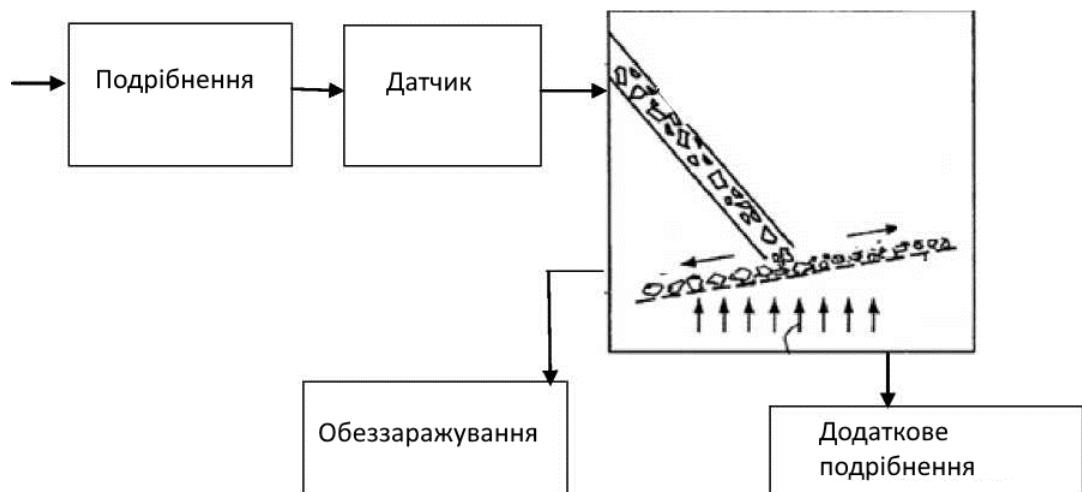 Подрібнення
Датчик
Обеззаражування
Додаткове
подрібнення